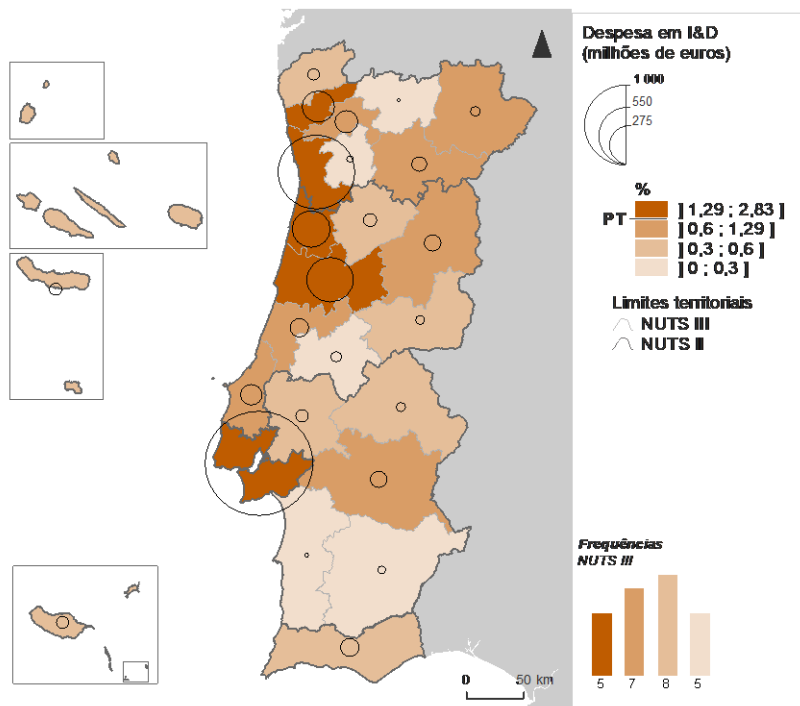 Despesa em I&D
(milhões de euros)
1 000
550
275
%
] 1,29 ; 2,83 ]
PT
] 0,6 ; 1,29 ]
] 0,3 ; 0,6 ]
] 0 ; 0,3 ]
Limites territoriais
NUTS III
NUTS II
Frequências
NUTS III
5 7 8 5
0 50 km